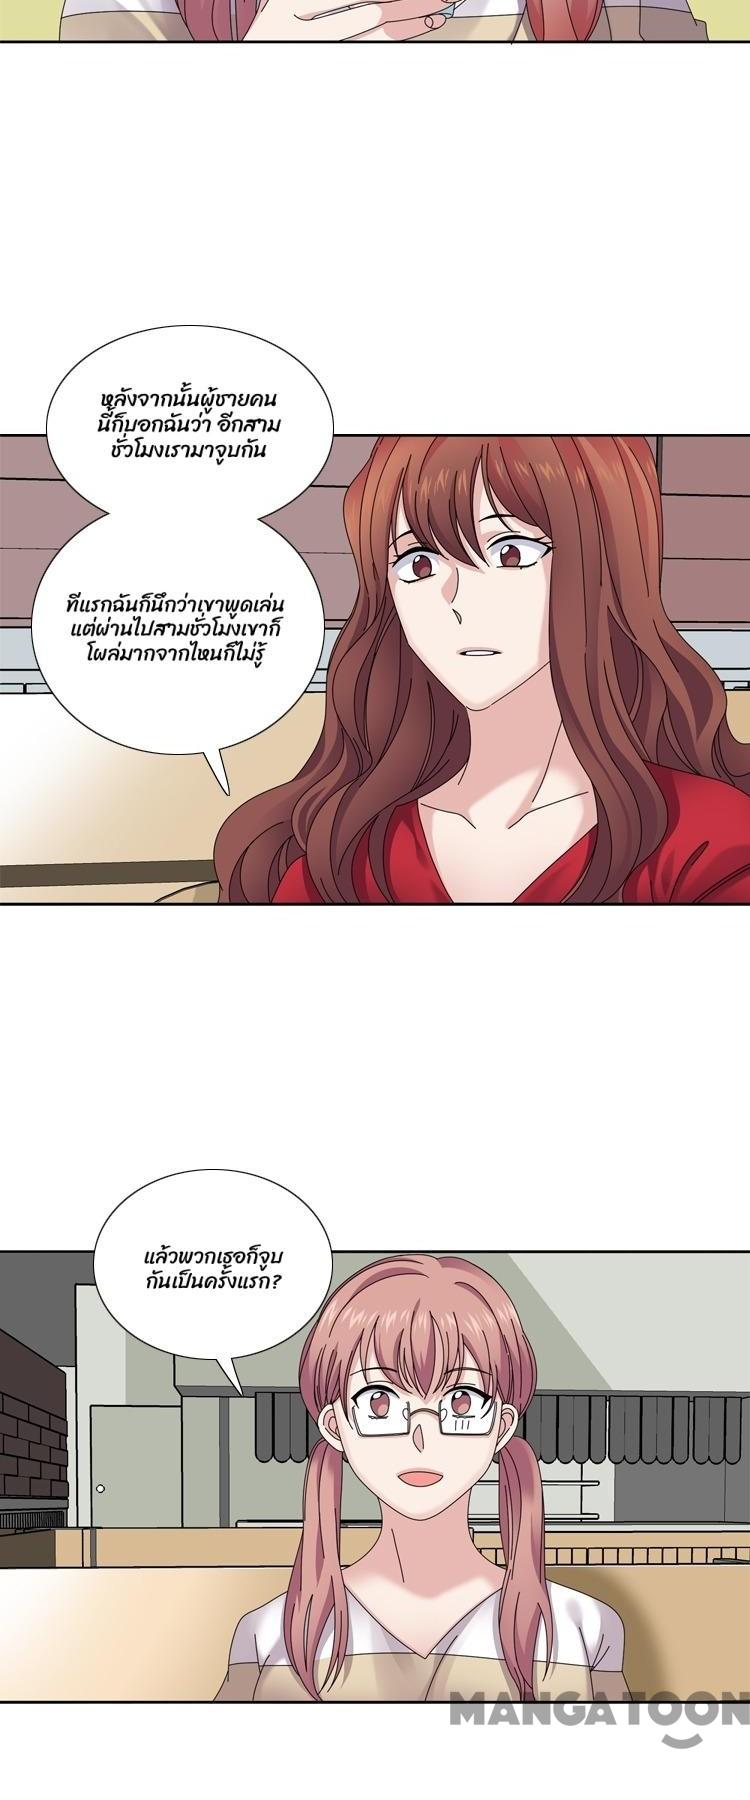 หลังจากนั้นผู้ชายคน
นี้ก็บอกฉันว่า อีกสาม
ชั่วโมงเรามาจูบกัน
ทีแรกฉันก็นึกว่าเขาพูดเล่น
แต่ผ่านไปสามชั่วโมงเขาก็
โผล่มากจากไหนก็ไม่รู้
แล้วพวกเธอก็จูบ
กันเป็นครั้งแรก?
MANGATOON